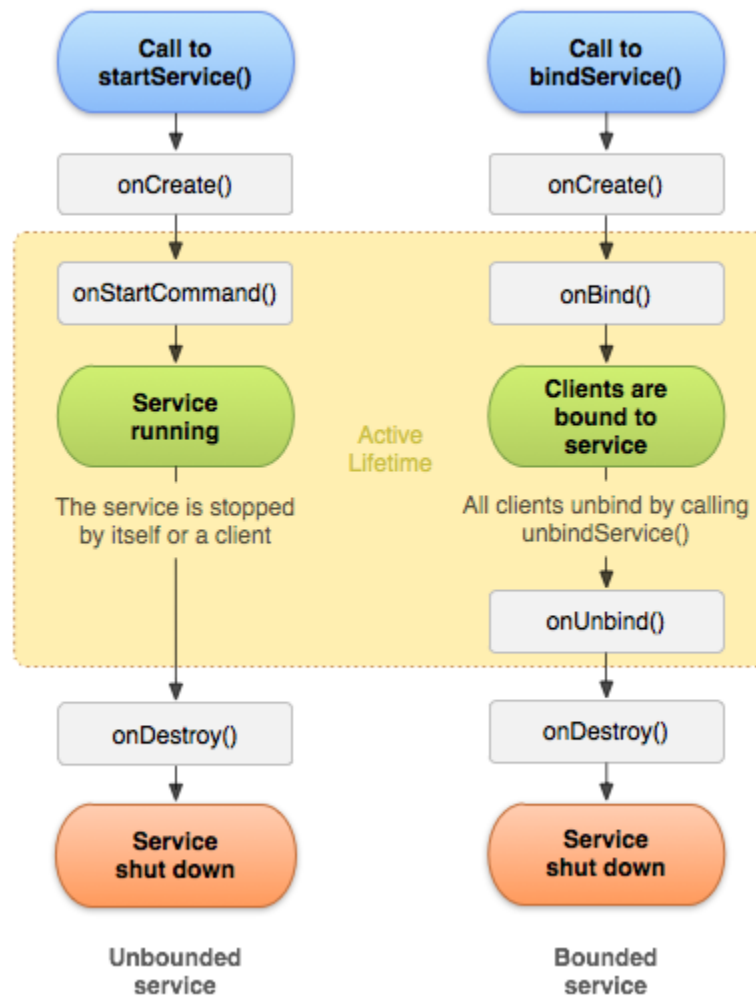 Call to
startService()
onCreate()
onStartCommand()
Service
running
The service is stopped
by itself or a client
onDestroy()
Service
shut down
Unbounded
service
Active
Lifetime
Call to
bindService()
onCreate()
onBind()
Clients are
bound to
service
All clients unbind by calling
unbindService()
onUnbind()
onDestroy()
Service
shut down
Bounded
service